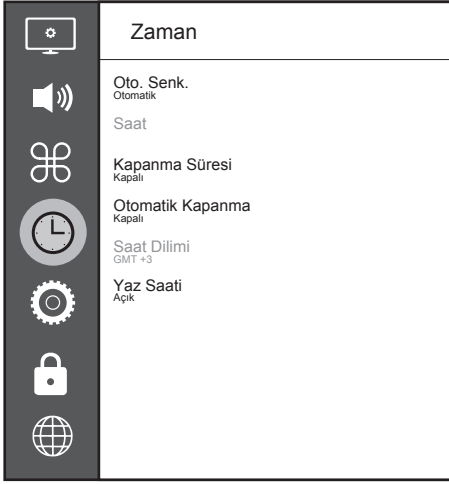 Zaman
Oto. Senk.
Otomatik
Saat
Kapanma Süresi
Kapalı
Otomatik Kapanma
Kapalı
Saat Dilimi
GMT +3
Yaz Saati
Açık